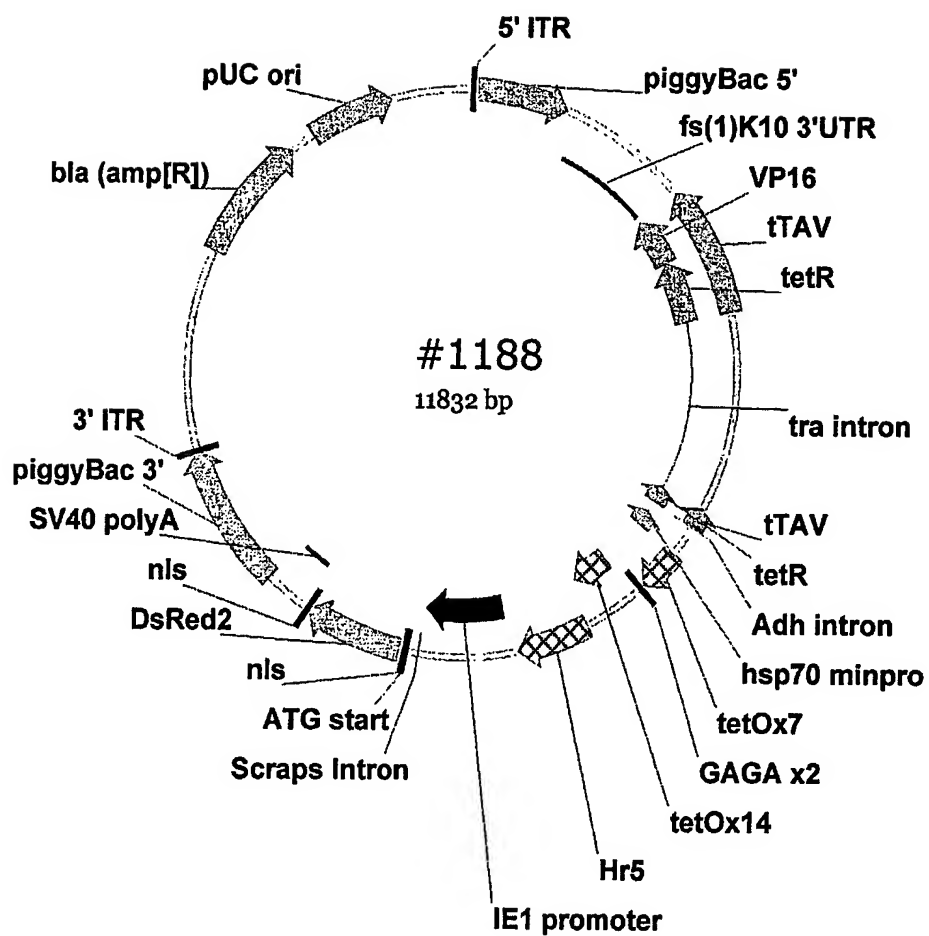 5' ITR
pUC ori
piggyBac 5'
fs(1)K10 3'UTR
bla (amp[R])
VP16
tTAV
tetR
#1188
11832 bp
tra intron
3' ITR
piggyBac 3'
SV40 polyA
tTAV
nls
tetR
DsRed2
Adh intron
nls
hsp70 minpro
ATG start
tetOx7
Scraps Intron
GAGA x2
tetOx14
Hr5
IE1 promoter